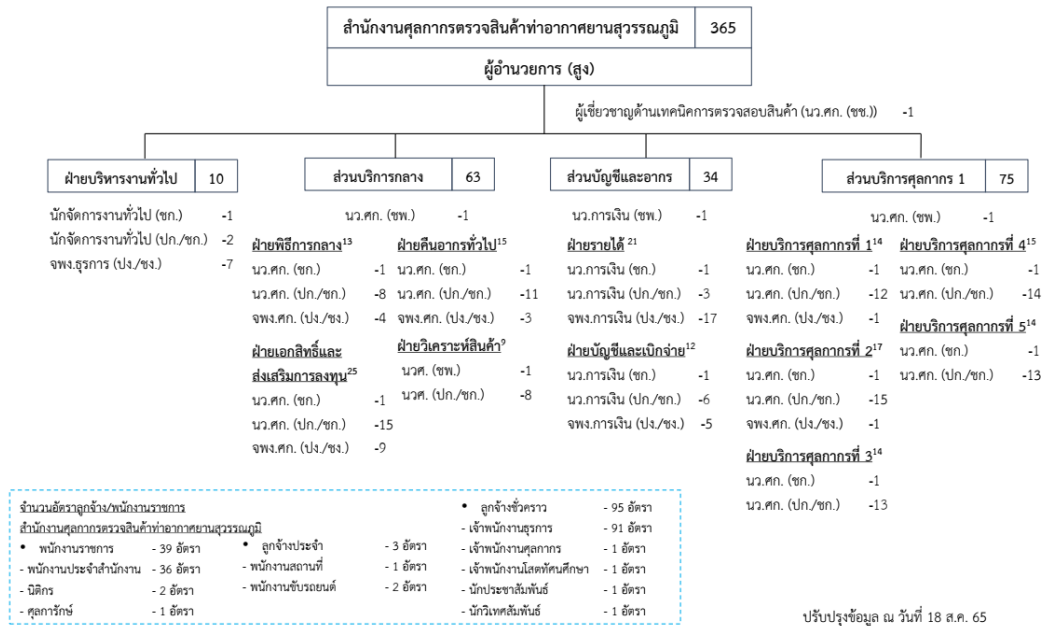 สำนักงานศุลกากรตรวจสินค้าท่าอากาศยานสุวรรณภูมิ 365
ผู้อำนวยการ (สูง)
ผู้เชี่ยวชาญด้านเทคนิคการตรวจสอบสินค้า (นว.ศก. (ชช.)) -1
ฝ่ายบริหารงานทั่วไป 10
นักจัดการงานทั่วไป (ชก.) -1
นักจัดการงานทั่วไป (ปก./ชก.) -2
จพง.ธุรการ (ปง./ชง.) -7
ส่วนบริการกลาง 63
นว.ศก. (ชพ.) -1
ฝ่ายพิธีการกลาง¹³
นว.ศก. (ชก.) -1
นว.ศก. (ปก./ชก.) -8
จพง.ศก. (ปง./ชง.) -4
ฝ่ายเอกสิทธิ์และ
ส่งเสริมการลงทุน²⁵
นว.ศก. (ชก.) -1
นว.ศก. (ปก./ชก.) -15
จพง.ศก. (ปง./ชง.) -9
ฝ่ายคืนอากรทั่วไป¹⁵
นว.ศก. (ชก.) -1
นว.ศก. (ปก./ชก.) -11
จพง.ศก. (ปง./ชง.) -3
ฝ่ายวิเคราะห์สินค้า⁹
นวศ. (ชพ.) -1
นวศ. (ปก./ชก.) -8
ส่วนบัญชีและอากร 34
นว.การเงิน (ชพ.) -1
ฝ่ายรายได้ ²¹
นว.การเงิน (ชก.) -1
นว.การเงิน (ปก./ชก.) -3
จพง.การเงิน (ปง./ชง.) -17
ฝ่ายบัญชีและเบิกจ่าย¹²
นว.การเงิน (ชก.) -1
นว.การเงิน (ปก./ชก.) -6
จพง.การเงิน (ปง./ชง.) -5
ส่วนบริการศุลกากร 1 75
นว.ศก. (ชพ.) -1
ฝ่ายบริการศุลกากรที่ 1¹⁴
นว.ศก. (ชก.) -1
นว.ศก. (ปก./ชก.) -12
จพง.ศก. (ปง./ชง.) -1
ฝ่ายบริการศุลกากรที่ 2¹⁷
นว.ศก. (ชก.) -1
นว.ศก. (ปก./ชก.) -15
จพง.ศก. (ปง./ชง.) -1
ฝ่ายบริการศุลกากรที่ 3¹⁴
นว.ศก. (ชก.) -1
นว.ศก. (ปก./ชก.) -13
ฝ่ายบริการศุลกากรที่ 4¹⁵
นว.ศก. (ชก.) -1
นว.ศก. (ปก./ชก.) -14
ฝ่ายบริการศุลกากรที่ 5¹⁴
นว.ศก. (ชก.) -1
นว.ศก. (ปก./ชก.) -13
จำนวนอัตราลูกจ้าง/พนักงานราชการ
สำนักงานศุลกากรตรวจสินค้าท่าอากาศยานสุวรรณภูมิ
• พนักงานราชการ - 39 อัตรา
- พนักงานประจำสำนักงาน - 36 อัตรา
- นิติกร - 2 อัตรา
- ศุลการักษ์ - 1 อัตรา
• ลูกจ้างประจำ - 3 อัตรา
- พนักงานสถานที่ - 1 อัตรา
- พนักงานขับรถยนต์ - 2 อัตรา
• ลูกจ้างชั่วคราว - 95 อัตรา
- เจ้าพนักงานธุรการ - 91 อัตรา
- เจ้าพนักงานศุลกากร - 1 อัตรา
- เจ้าพนักงานโสตทัศนศึกษา - 1 อัตรา
- นักประชาสัมพันธ์ - 1 อัตรา
- นักวิเทศสัมพันธ์ - 1 อัตรา
ปรับปรุงข้อมูล ณ วันที่ 18 ส.ค. 65